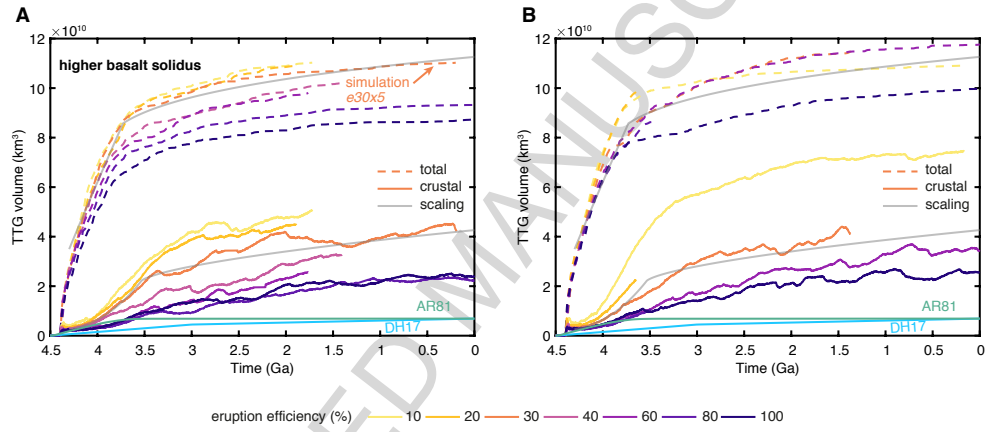 A
B
×10¹⁰
×10¹⁰
12
10
8
6
4
2
0
TTG volume (km³)
higher basalt solidus
simulation
e30x5
total
crustal
scaling
AR81
DH17
4.5 4 3.5 3 2.5 2 1.5 1 0.5 0
Time (Ga)
12
10
8
6
4
2
0
TTG volume (km³)
total
crustal
scaling
AR81
DH17
4.5 4 3.5 3 2.5 2 1.5 1 0.5 0
Time (Ga)
eruption efficiency (%) 10 20 30 40 60 80 100